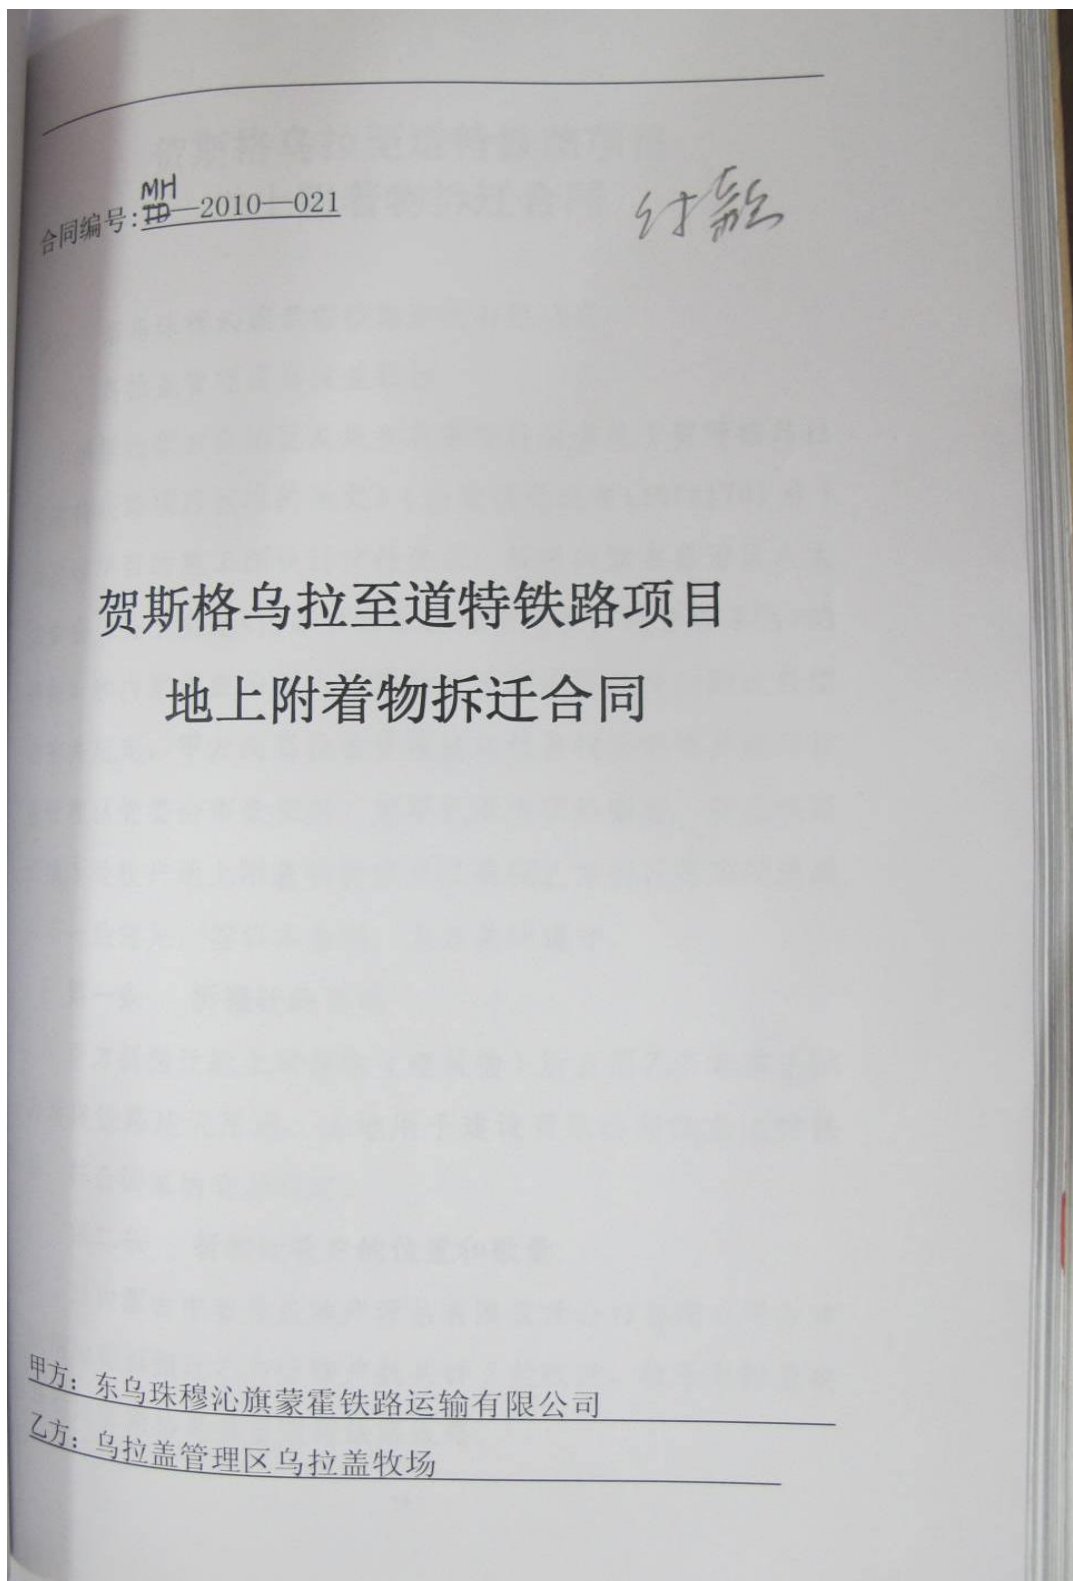 合同编号:MH—2010—021
付款
贺斯格乌拉至道特铁路项目
地上附着物拆迁合同
甲方：东乌珠穆沁旗蒙霍铁路运输有限公司
乙方：乌拉盖管理区乌拉盖牧场